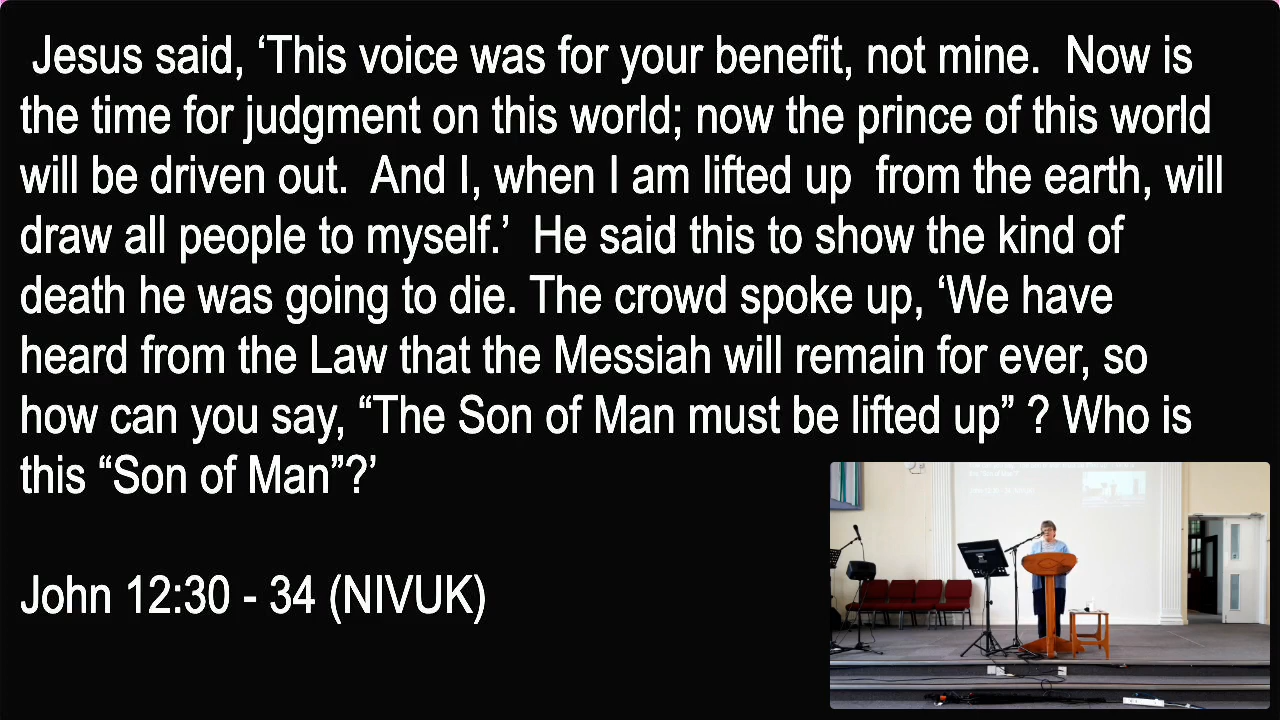 Jesus said, ‘This voice was for your benefit, not mine.  Now is
the time for judgment on this world; now the prince of this world
will be driven out.  And I, when I am lifted up  from the earth, will
draw all people to myself.’  He said this to show the kind of
death he was going to die. The crowd spoke up, ‘We have
heard from the Law that the Messiah will remain for ever, so
how can you say, “The Son of Man must be lifted up” ? Who is
this “Son of Man”?’
John 12:30 - 34 (NIVUK)